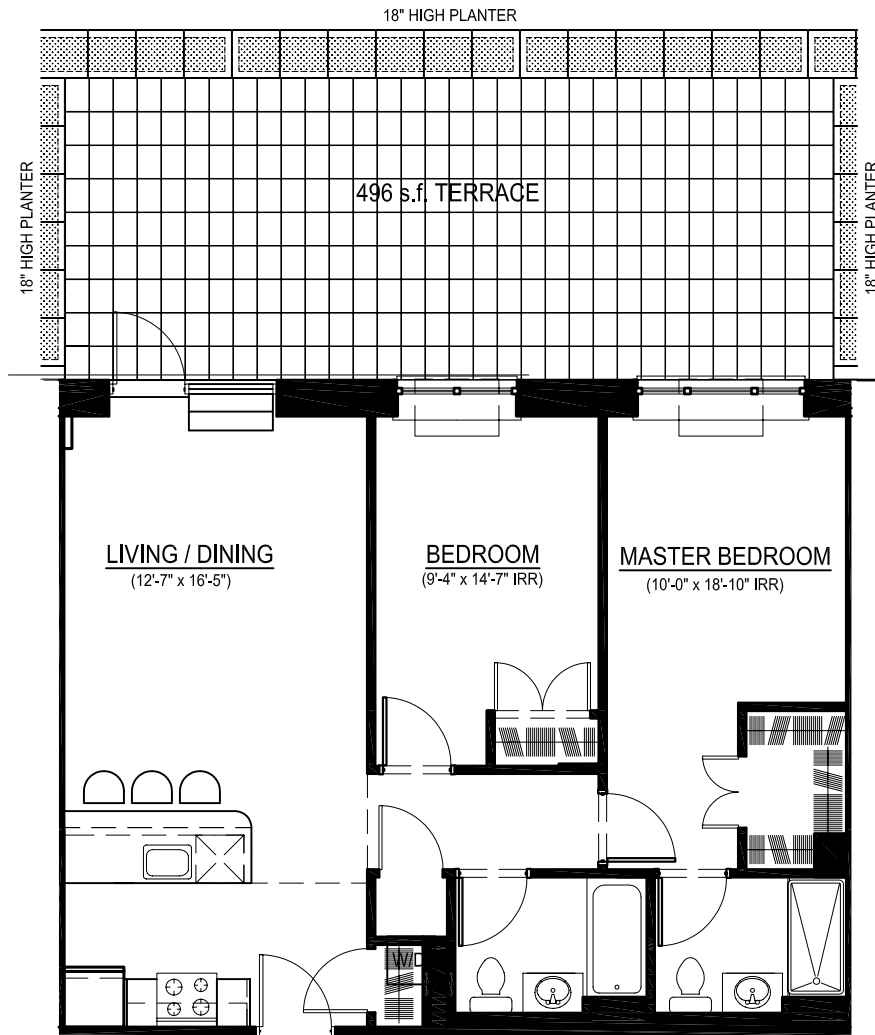 18" HIGH PLANTER
18" HIGH PLANTER
496 s.f. TERRACE
18" HIGH PLANTER
LIVING / DINING
(12'-7" x 16'-5")
BEDROOM
(9'-4" x 14'-7" IRR)
MASTER BEDROOM
(10'-0" x 18'-10" IRR)
W/D